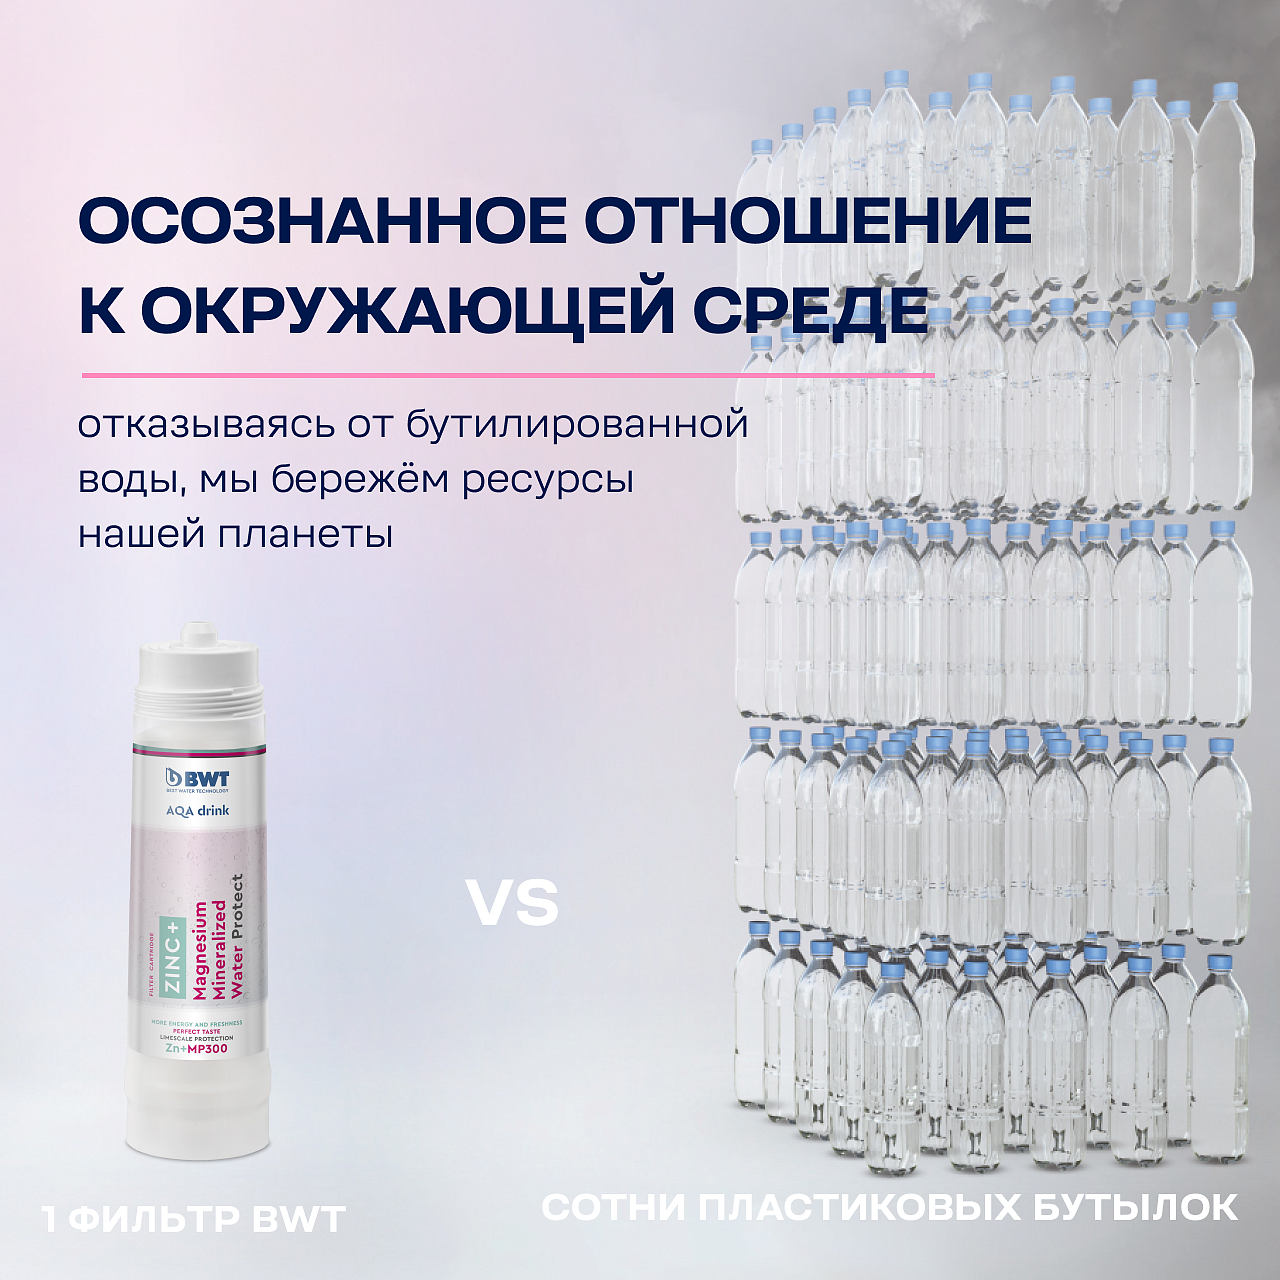 ОСОЗНАННОЕ ОТНОШЕНИЕ
К ОКРУЖАЮЩЕЙ СРЕДЕ
отказываясь от бутилированной
воды, мы бережём ресурсы
нашей планеты
BWT
BEST WATER TECHNOLOGY
AQA drink
FILTER CARTRIDGE
ZINC+
Magnesium
Mineralized
Water Protect
MORE ENERGY AND FRESHNESS
PERFECT TASTE
LIMESCALE PROTECTION
Zn+MP300
VS
1 ФИЛЬТР BWT
СОТНИ ПЛАСТИКОВЫХ БУТЫЛОК